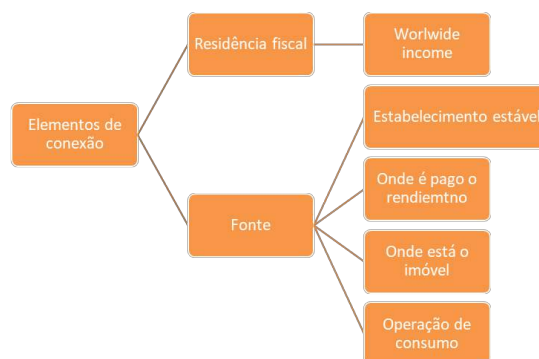 Residência fiscal
Worlwide
income
Elementos de
conexão
Estabelecimento estável
Onde é pago o
rendiemtno
Fonte
Onde está o
imóvel
Operação de
consumo